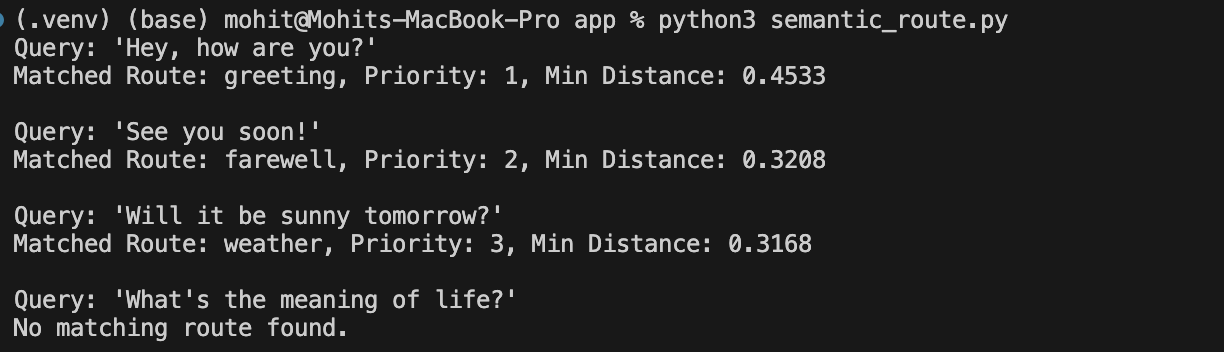 (.venv) (base) mohit@Mohits-MacBook-Pro app % python3 semantic_route.py
Query: 'Hey, how are you?'
Matched Route: greeting, Priority: 1, Min Distance: 0.4533
Query: 'See you soon!'
Matched Route: farewell, Priority: 2, Min Distance: 0.3208
Query: 'Will it be sunny tomorrow?'
Matched Route: weather, Priority: 3, Min Distance: 0.3168
Query: 'What's the meaning of life?'
No matching route found.